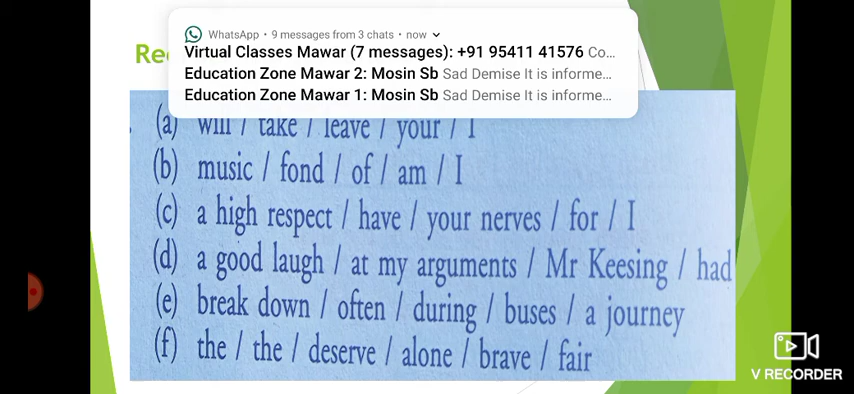 WhatsApp • 9 messages from 3 chats • now
Virtual Classes Mawar (7 messages): +91 95411 41576 Co...
Education Zone Mawar 2: Mosin Sb Sad Demise It is informe...
Education Zone Mawar 1: Mosin Sb Sad Demise It is informe...
(a) will / take / leave / your / I
(b) music / fond / of / am / I
(c) a high respect / have / your nerves / for / I
(d) a good laugh / at my arguments / Mr Keesing / had
(e) break down / often / during / buses / a journey
(f) the / the / deserve / alone / brave / fair
V RECORDER